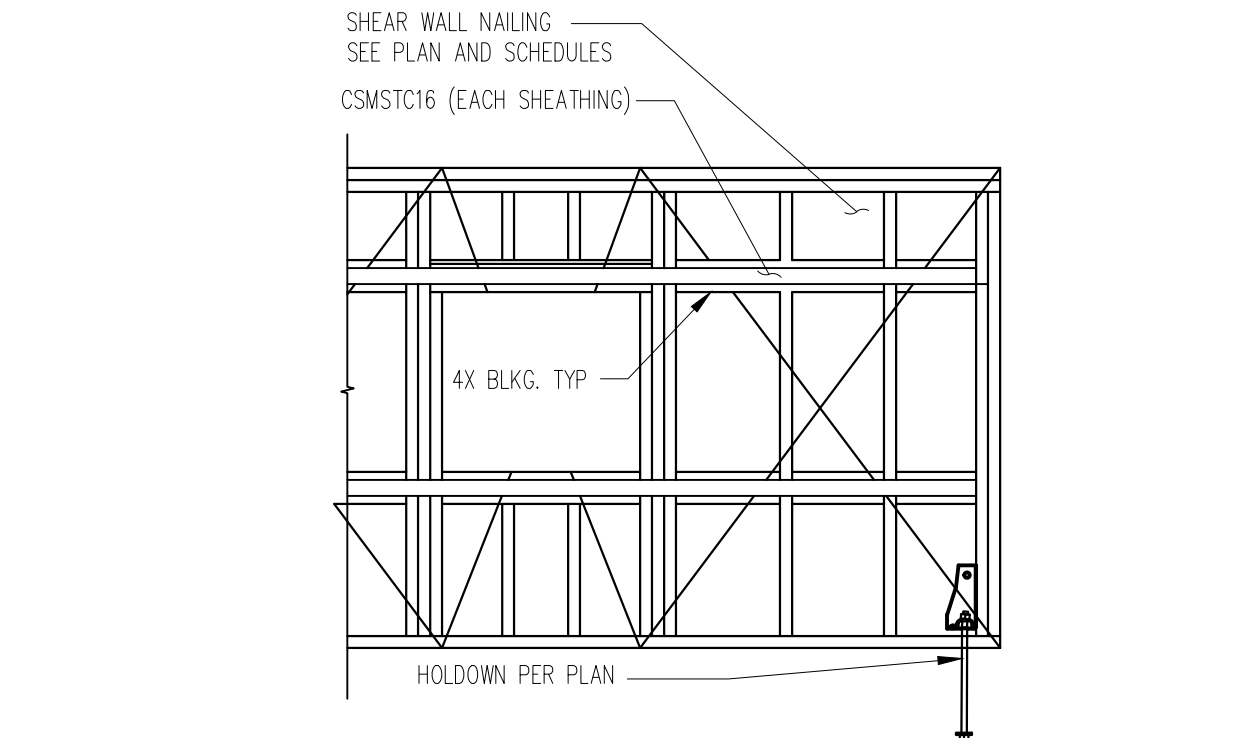 SHEAR WALL NAILING
SEE PLAN AND SCHEDULES
CSMSTC16 (EACH SHEATHING)
4X BLKG. TYP
HOLDOWN PER PLAN